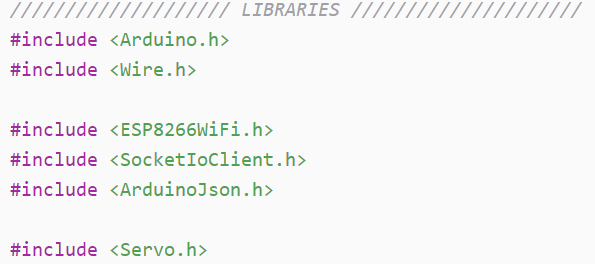 //////////////////// LIBRARIES /////////////////////
#include <Arduino.h>
#include <Wire.h>
#include <ESP8266WiFi.h>
#include <SocketIoClient.h>
#include <ArduinoJson.h>
#include <Servo.h>